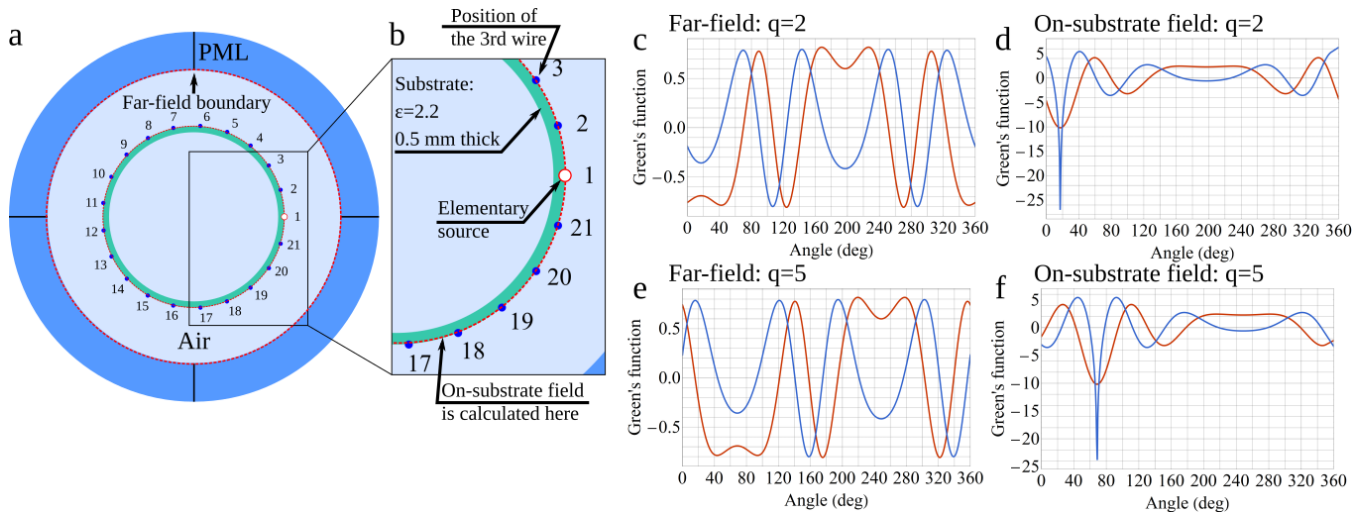 a
PML
Far-field boundary
7
6
5
8
4
9
3
10
2
11
1
12
21
13
20
14
19
15
16
17
18
Air
b
Position of
the 3rd wire
3
Substrate:
ε=2.2
0.5 mm thick
2
1
Elementary
source
21
20
19
18
17
On-substrate field
is calculated here
c
Far-field: q=2
Green's function
0.5
0.0
−0.5
0 40 80 120 160 200 240 280 320 360
Angle (deg)
d
On-substrate field: q=2
Green's function
5
0
−5
−10
−15
−20
−25
0 40 80 120 160 200 240 280 320 360
Angle (deg)
e
Far-field: q=5
Green's function
0.5
0.0
−0.5
0 40 80 120 160 200 240 280 320 360
Angle (deg)
f
On-substrate field: q=5
Green's function
5
0
−5
−10
−15
−20
−25
0 40 80 120 160 200 240 280 320 360
Angle (deg)